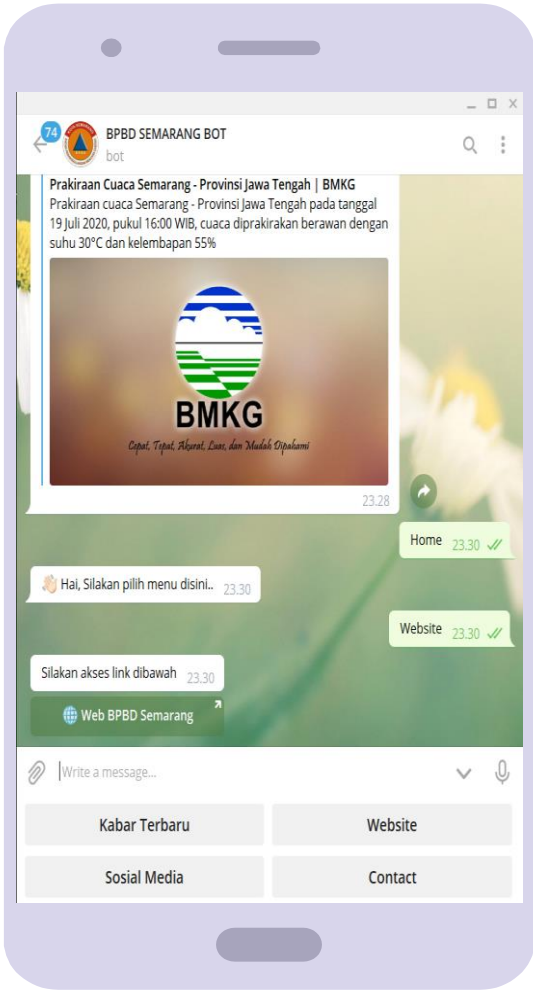 74
BPBD SEMARANG BOT
bot
Prakiraan Cuaca Semarang - Provinsi Jawa Tengah | BMKG
Prakiraan cuaca Semarang - Provinsi Jawa Tengah pada tanggal
19 Juli 2020, pukul 16:00 WIB, cuaca diprakirakan berawan dengan
suhu 30°C dan kelembapan 55%
BMKG
Cepat, Tepat, Akurat, Luas, dan Mudah Dipahami
23.28
Home 23.30
👋🏻 Hai, Silakan pilih menu disini.. 23.30
Website 23.30
Silakan akses link dibawah 23.30
🌐 Web BPBD Semarang
Write a message...
Kabar Terbaru
Website
Sosial Media
Contact